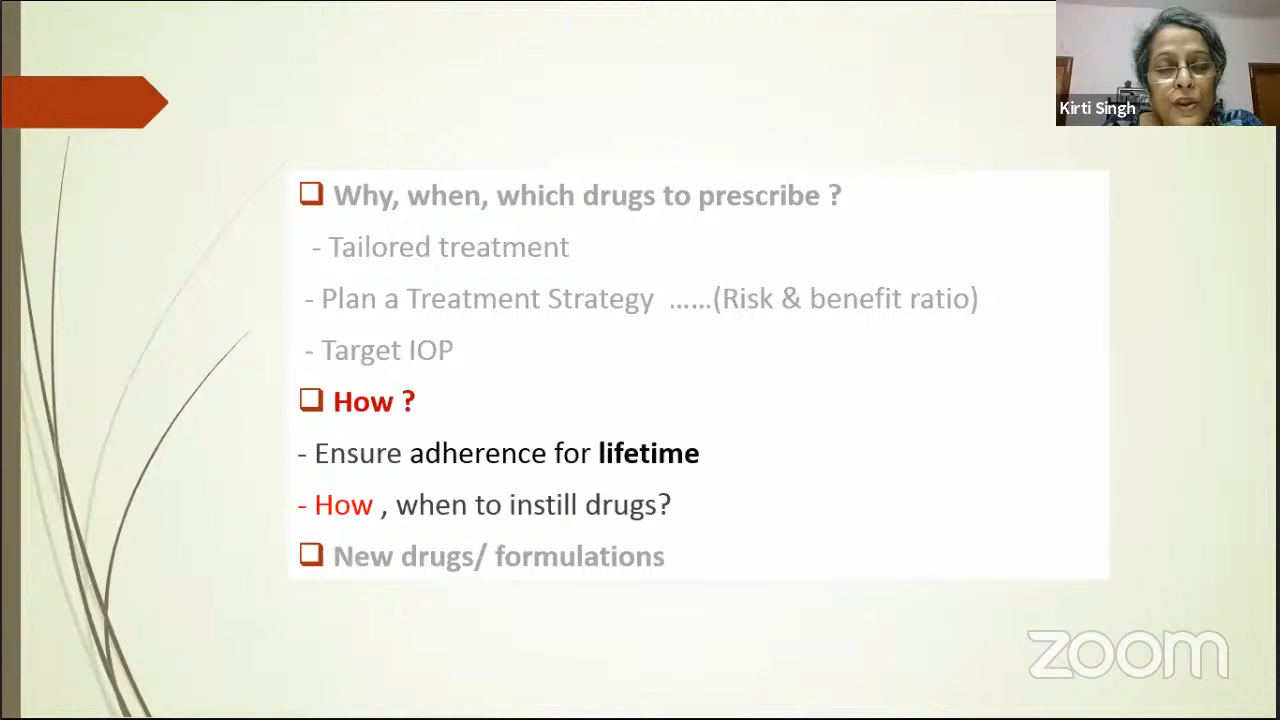 Kirti Singh
Why, when, which drugs to prescribe ?
- Tailored treatment
- Plan a Treatment Strategy ......(Risk & benefit ratio)
- Target IOP
How ?
- Ensure adherence for lifetime
- How , when to instill drugs?
New drugs/ formulations
zoom